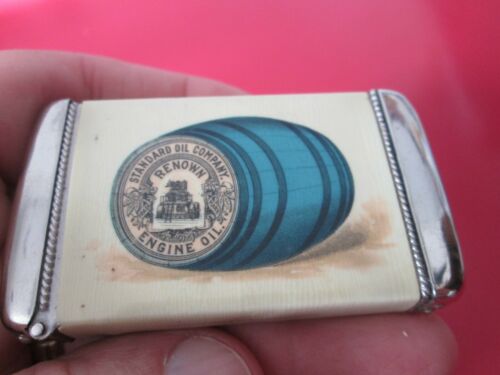 STANDARD OIL COMPANY
RENOWN
ENGINE OIL.